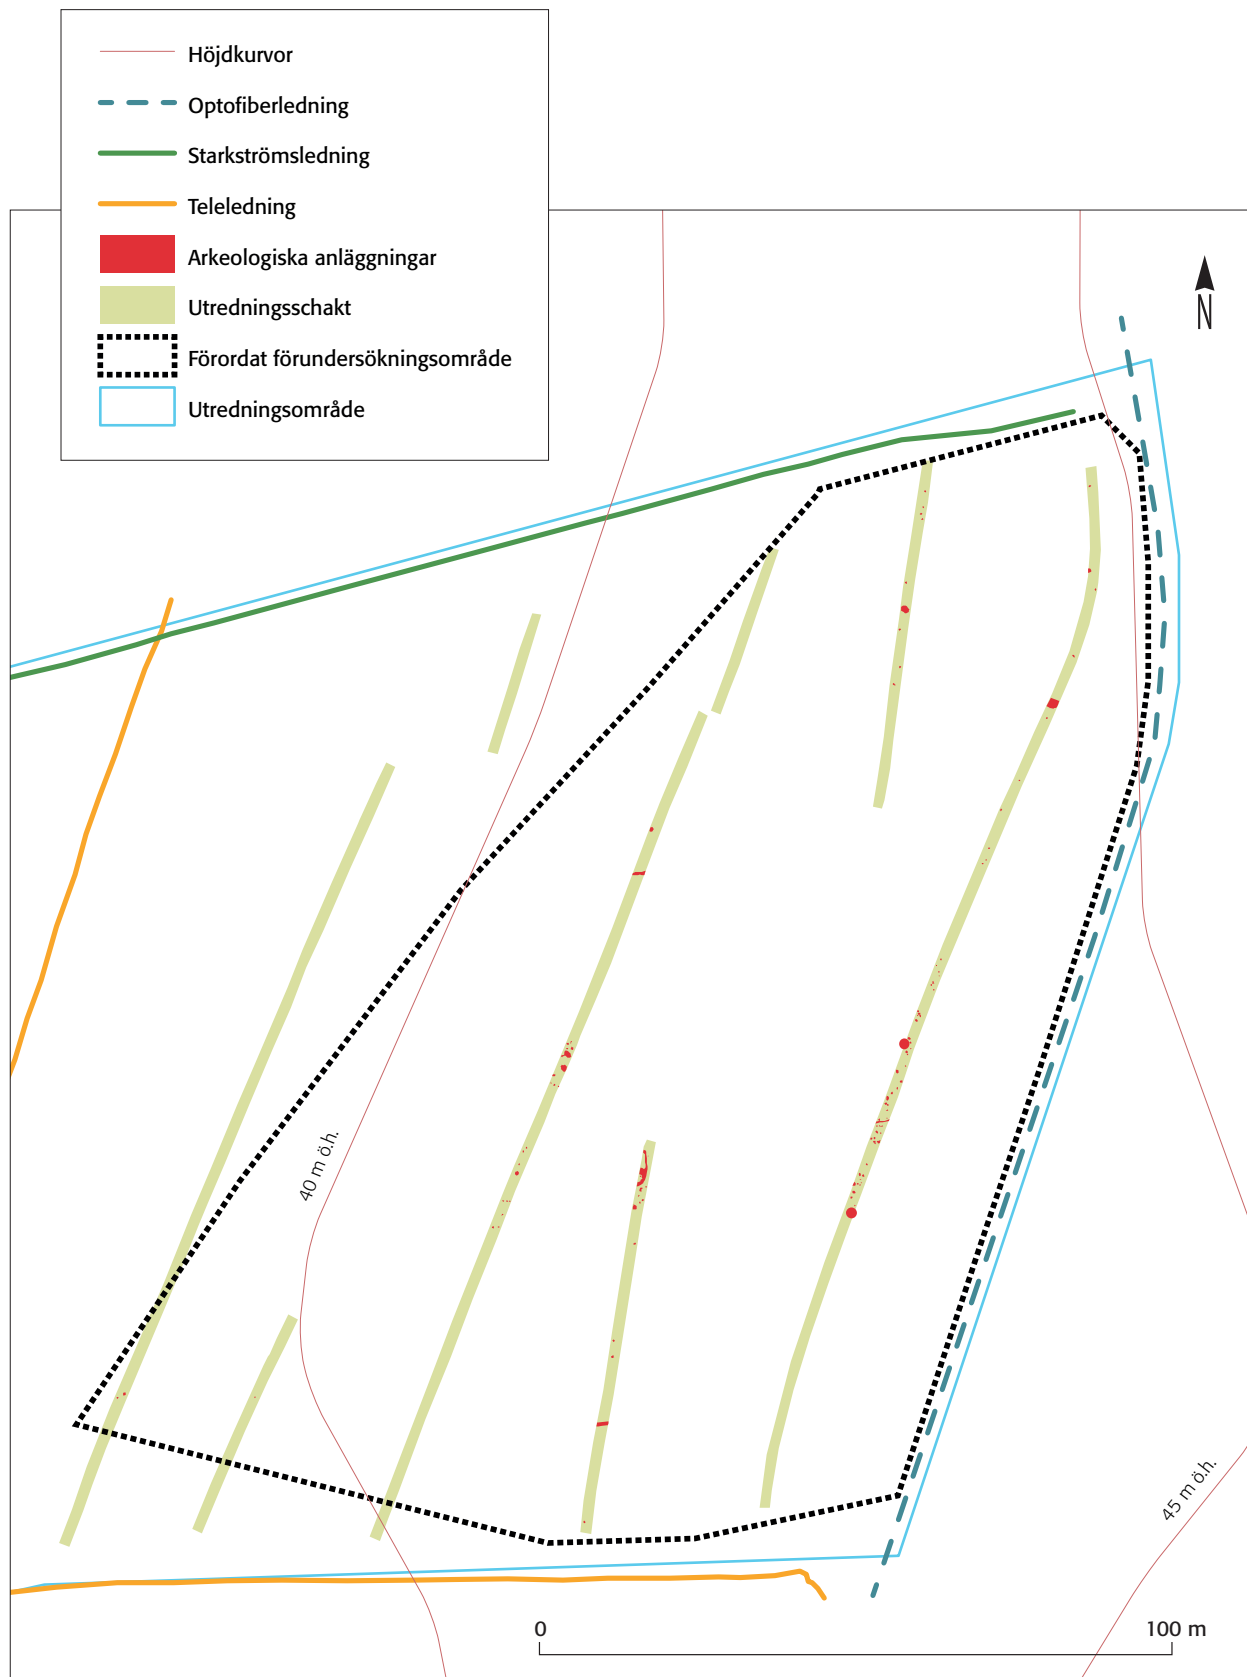 Höjdkurvor
Optofiberledning
Starkströmsledning
Teleledning
Arkeologiska anläggningar
Utredningsschakt
Förordat förundersökningsområde
Utredningsområde
N
40 m ö.h.
45 m ö.h.
0
100 m